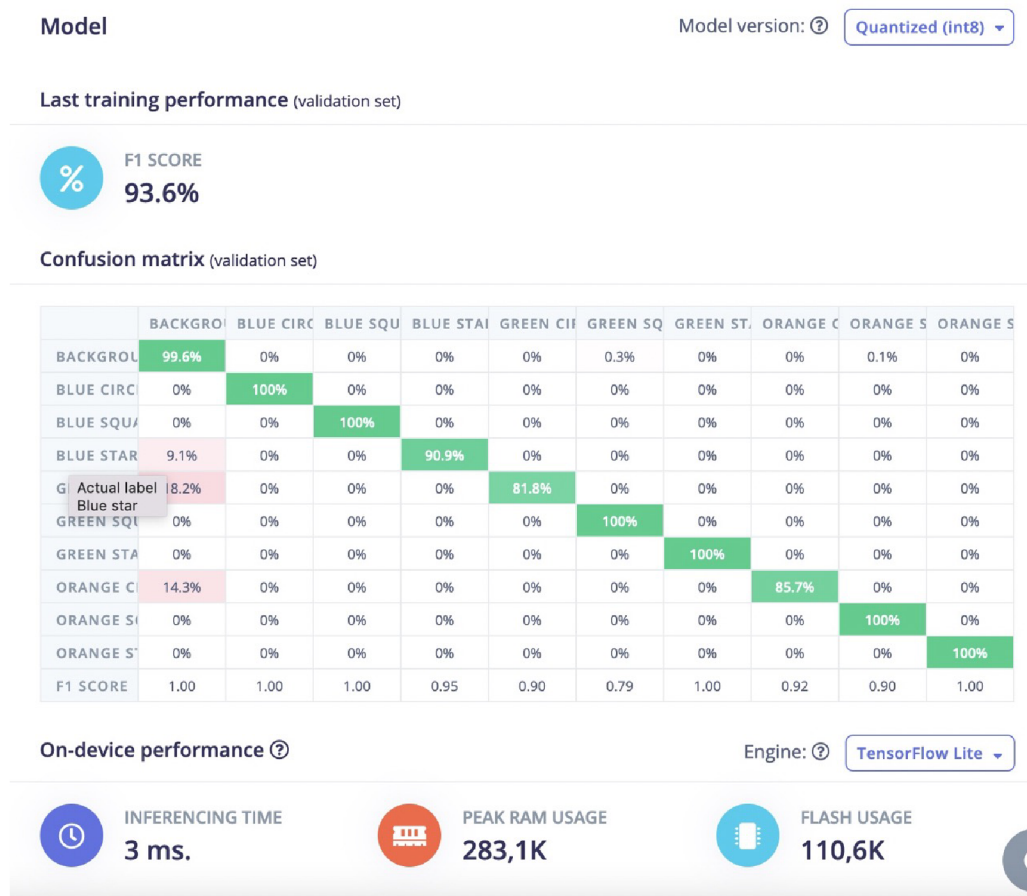 Model Model version: ? Quantized (int8)
Last training performance (validation set)
%
F1 SCORE
93.6%
Confusion matrix (validation set)
BACKGROU BLUE CIRC BLUE SQU BLUE STAI GREEN CIF GREEN SQ GREEN ST. ORANGE C ORANGE S ORANGE S
BACKGROU 99.6% 0% 0% 0% 0% 0.3% 0% 0% 0.1% 0%
BLUE CIRC 0% 100% 0% 0% 0% 0% 0% 0% 0% 0%
BLUE SQUA 0% 0% 100% 0% 0% 0% 0% 0% 0% 0%
BLUE STAR 9.1% 0% 0% 90.9% 0% 0% 0% 0% 0% 0%
G 18.2% 0% 0% 0% 81.8% 0% 0% 0% 0% 0%
Actual label
Blue star
GREEN SQU 0% 0% 0% 0% 0% 100% 0% 0% 0% 0%
GREEN STA 0% 0% 0% 0% 0% 0% 100% 0% 0% 0%
ORANGE CI 14.3% 0% 0% 0% 0% 0% 0% 85.7% 0% 0%
ORANGE S 0% 0% 0% 0% 0% 0% 0% 0% 100% 0%
ORANGE ST 0% 0% 0% 0% 0% 0% 0% 0% 0% 100%
F1 SCORE 1.00 1.00 1.00 0.95 0.90 0.79 1.00 0.92 0.90 1.00
On-device performance ? Engine: ? TensorFlow Lite
INFERENCING TIME PEAK RAM USAGE FLASH USAGE
3 ms. 283,1K 110,6K